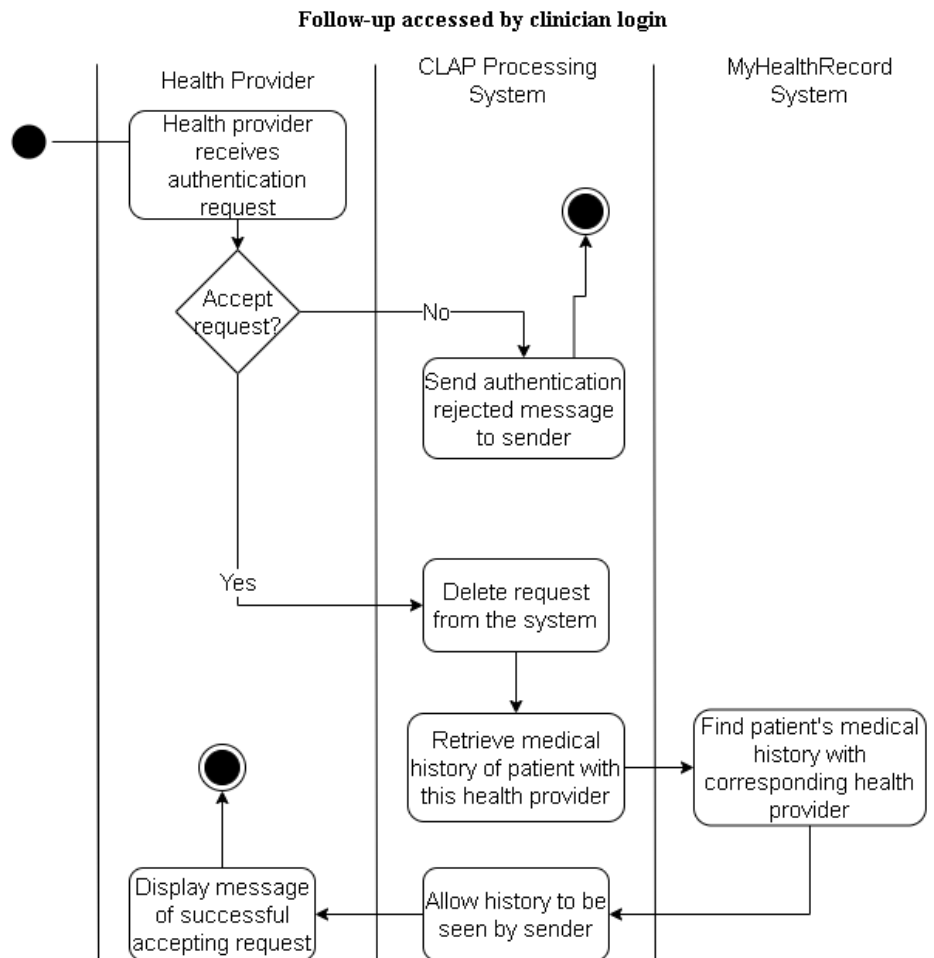 Follow-up accessed by clinician login
Health Provider
CLAP Processing
System
MyHealthRecord
System
Health provider
receives
authentication
request
Accept
request?
No
Send authentication
rejected message
to sender
Yes
Delete request
from the system
Retrieve medical
history of patient with
this health provider
Find patient's medical
history with
corresponding health
provider
Allow history to be
seen by sender
Display message
of successful
accepting request